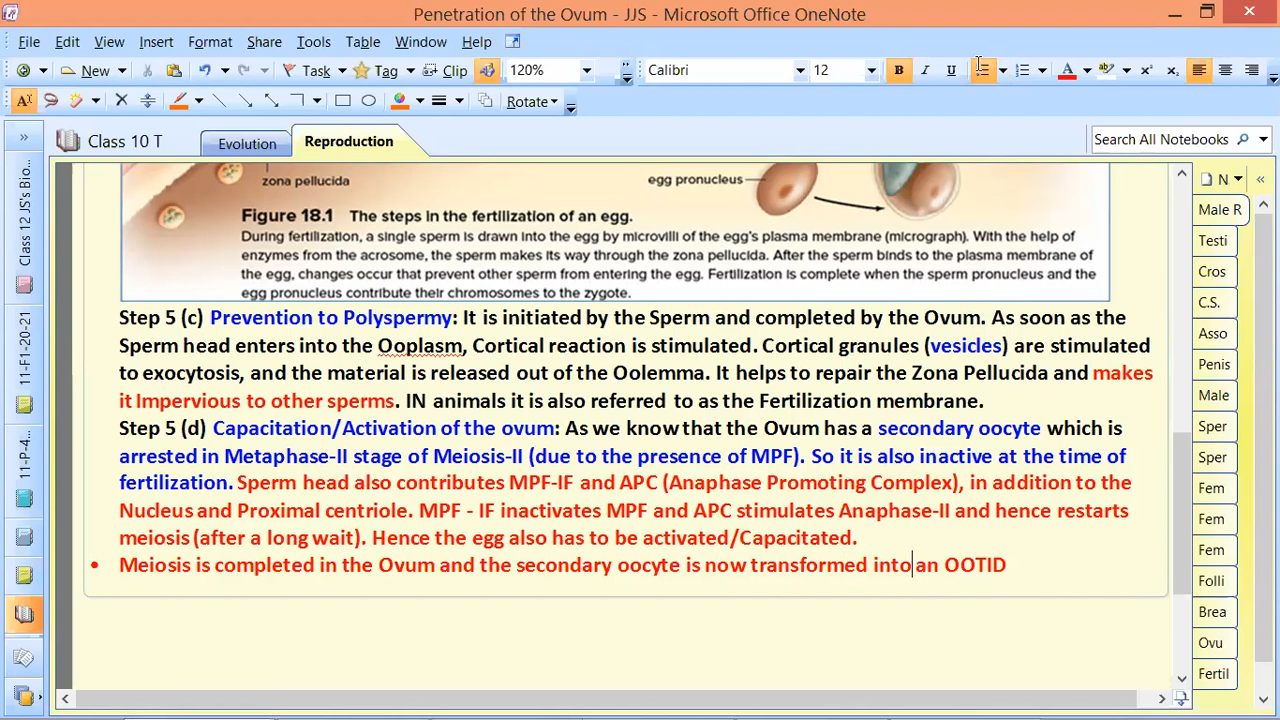 Penetration of the Ovum - JJS - Microsoft Office OneNote
File Edit View Insert Format Share Tools Table Window Help
New Task Tag Clip 120% Calibri 12 B I U A ab x² x₂
A Rotate
Class 10 T Evolution Reproduction Search All Notebooks
zona pellucida
egg pronucleus
Figure 18.1 The steps in the fertilization of an egg.
During fertilization, a single sperm is drawn into the egg by microvilli of the egg's plasma membrane (micrograph). With the help of
enzymes from the acrosome, the sperm makes its way through the zona pellucida. After the sperm binds to the plasma membrane of
the egg, changes occur that prevent other sperm from entering the egg. Fertilization is complete when the sperm pronucleus and the
egg pronucleus contribute their chromosomes to the zygote.
Step 5 (c) Prevention to Polyspermy: It is initiated by the Sperm and completed by the Ovum. As soon as the
Sperm head enters into the Ooplasm, Cortical reaction is stimulated. Cortical granules (vesicles) are stimulated
to exocytosis, and the material is released out of the Oolemma. It helps to repair the Zona Pellucida and makes
it Impervious to other sperms. IN animals it is also referred to as the Fertilization membrane.
Step 5 (d) Capacitation/Activation of the ovum: As we know that the Ovum has a secondary oocyte which is
arrested in Metaphase-II stage of Meiosis-II (due to the presence of MPF). So it is also inactive at the time of
fertilization. Sperm head also contributes MPF-IF and APC (Anaphase Promoting Complex), in addition to the
Nucleus and Proximal centriole. MPF - IF inactivates MPF and APC stimulates Anaphase-II and hence restarts
meiosis (after a long wait). Hence the egg also has to be activated/Capacitated.
• Meiosis is completed in the Ovum and the secondary oocyte is now transformed into an OOTID
Class 12 JJS's Bio
11-F1-20-21
11-P-4...
N
Male R
Testi
Cros
C.S.
Asso
Penis
Sper
Sper
Fem
Fem
Fem
Folli
Brea
Ovu
Fertil